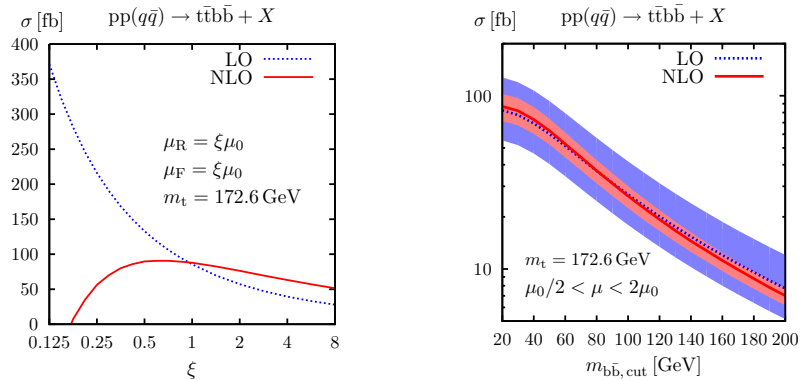 pp(qq̄) → tt̄bb̄ + X
σ [fb]
400
350
300
250
200
150
100
50
0
LO
NLO
μR = ξμ0
μF = ξμ0
mt = 172.6 GeV
0.125 0.25 0.5 1 2 4 8
ξ
pp(qq̄) → tt̄bb̄ + X
σ [fb]
100
10
LO
NLO
mt = 172.6 GeV
μ0/2 < μ < 2μ0
20 40 60 80 100 120 140 160 180 200
mbb̄,cut [GeV]